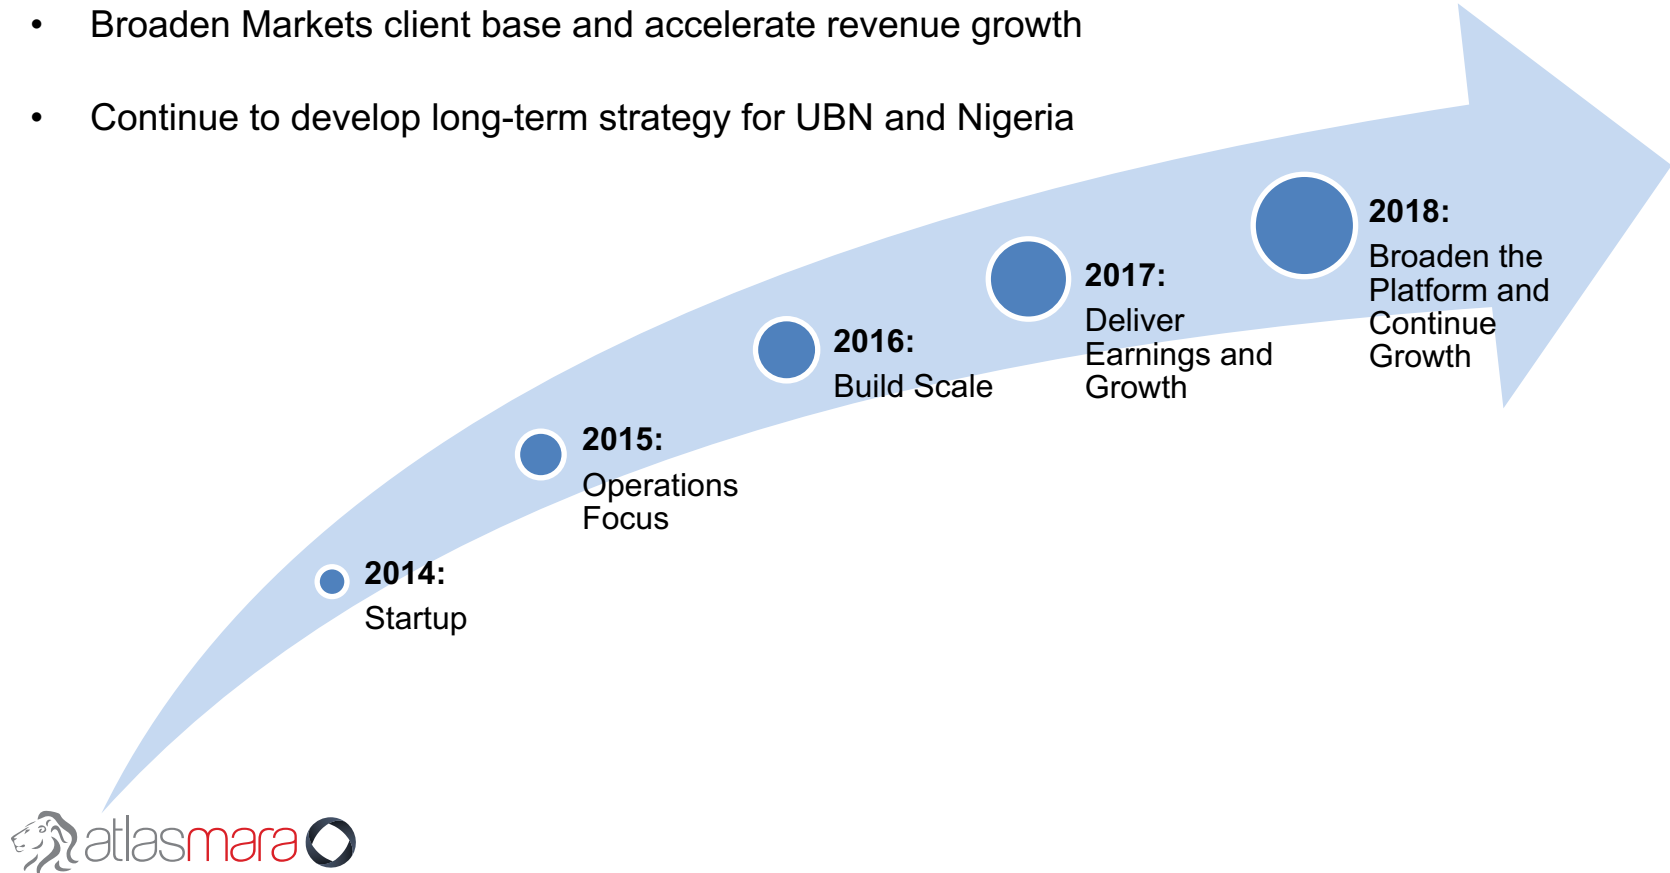 • Broaden Markets client base and accelerate revenue growth
• Continue to develop long-term strategy for UBN and Nigeria
2014:
Startup
2015:
Operations
Focus
2016:
Build Scale
2017:
Deliver
Earnings and
Growth
2018:
Broaden the
Platform and
Continue
Growth
atlasmara